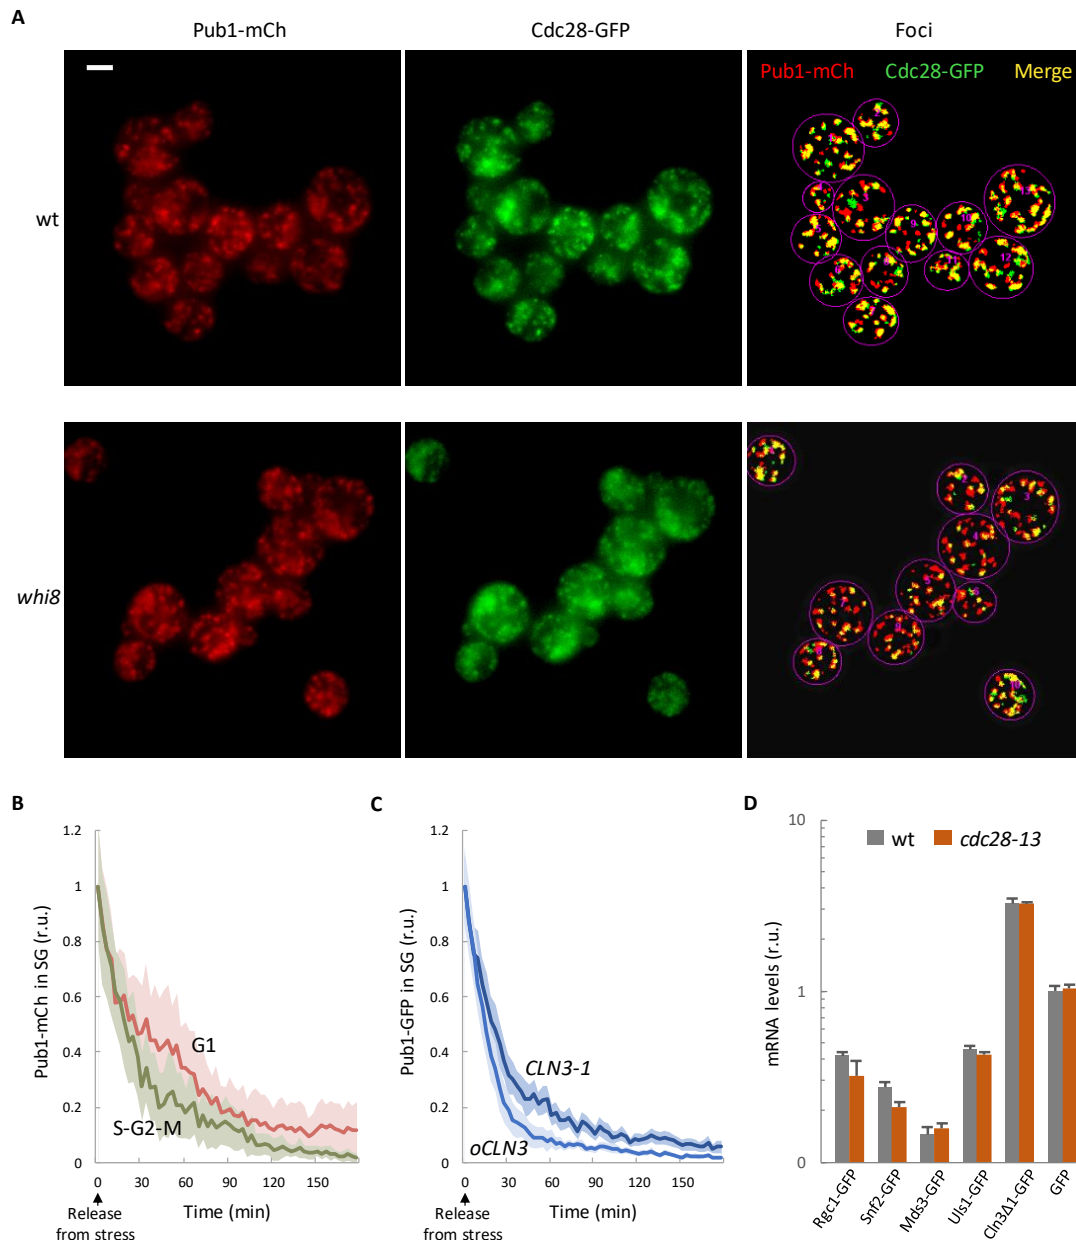 A
Pub1-mCh
Cdc28-GFP
Foci
Pub1-mCh Cdc28-GFP Merge
wt
whi8
B
C
D
1.2
1
0.8
0.6
0.4
0.2
0
Pub1-mCh in SG (r.u.)
G1
S-G2-M
0 30 60 90 120 150
Release
from stress
Time (min)
1.2
1
0.8
0.6
0.4
0.2
0
Pub1-GFP in SG (r.u.)
CLN3-1
oCLN3
0 30 60 90 120 150
Release
from stress
Time (min)
10
1
0
mRNA levels (r.u.)
wt cdc28-13
Rgc1-GFP
Snf2-GFP
Mds3-GFP
Uls1-GFP
Cln3Δ1-GFP
GFP